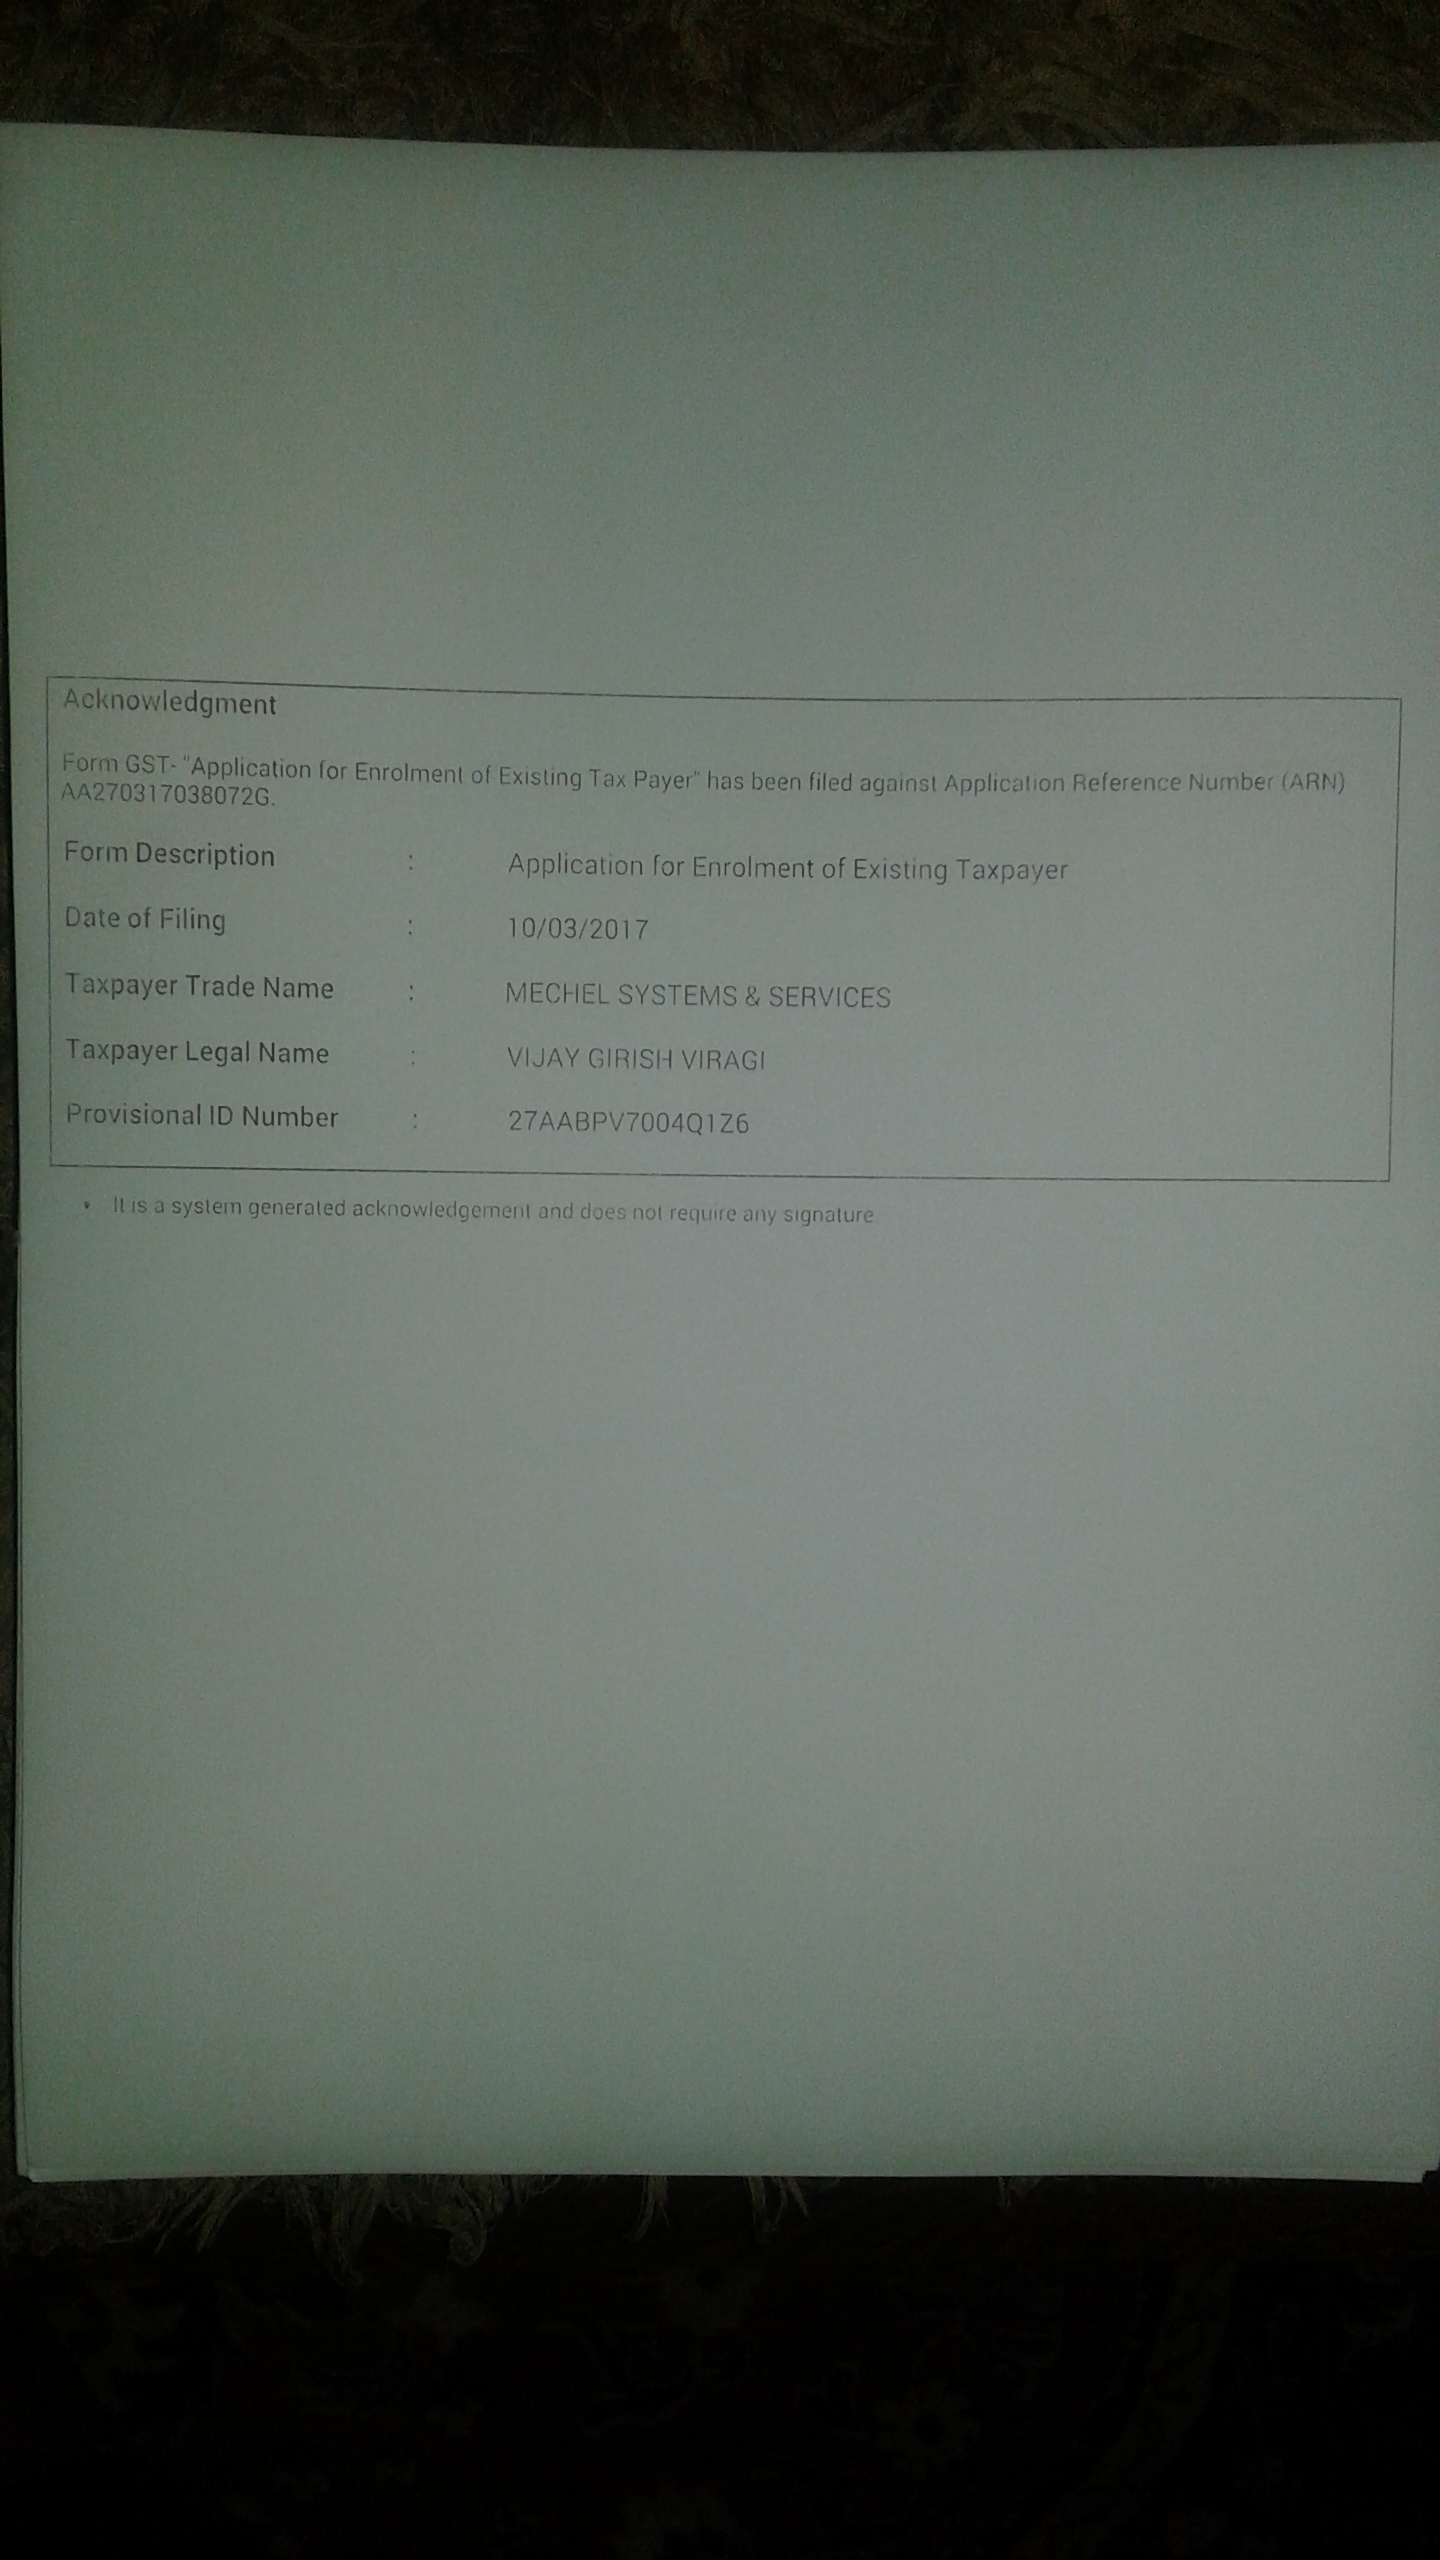 Acknowledgment
Form GST- "Application for Enrolment of Existing Tax Payer" has been filed against Application Reference Number (ARN)
AA270317038072G.
Form Description : Application for Enrolment of Existing Taxpayer
Date of Filing : 10/03/2017
Taxpayer Trade Name : MECHEL SYSTEMS & SERVICES
Taxpayer Legal Name : VIJAY GIRISH VIRAGI
Provisional ID Number : 27AABPV7004Q1Z6
• It is a system generated acknowledgement and does not require any signature